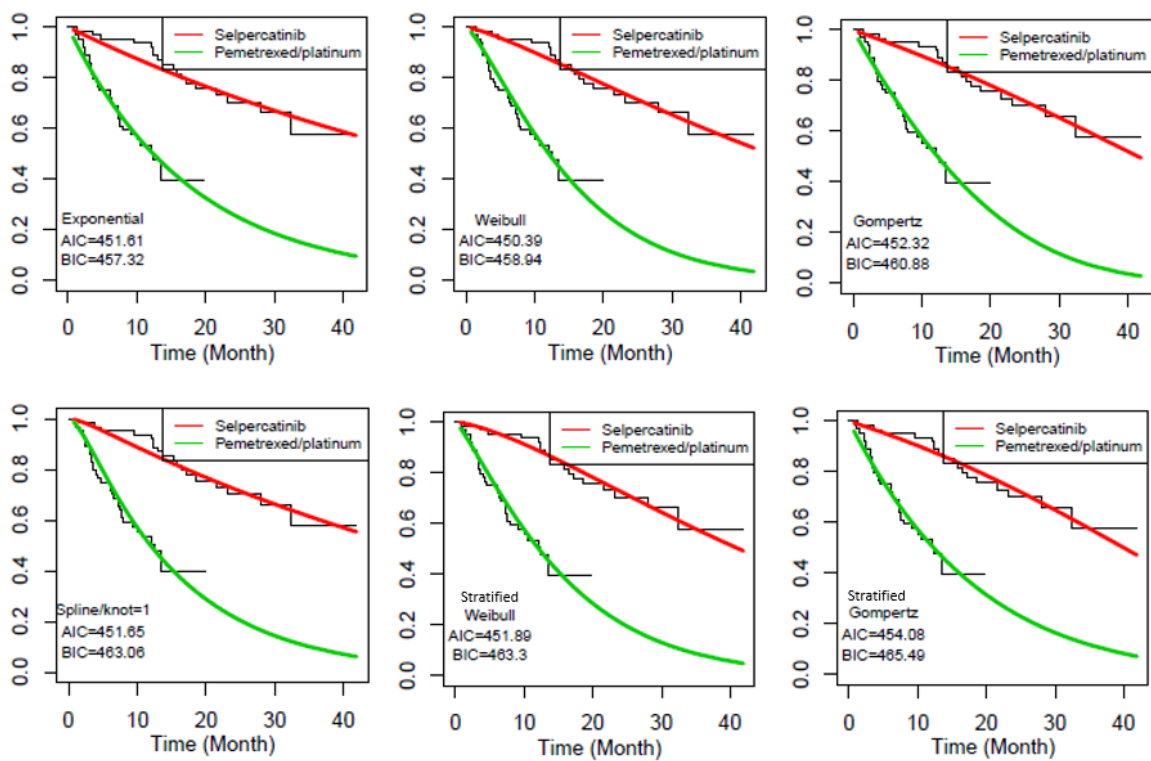 Selpercatinib
Pemetrexed/platinum
1.0
0.8
0.6
0.4
0.2
0.0
Exponential
AIC=451.61
BIC=457.32
0 10 20 30 40
Time (Month)
Selpercatinib
Pemetrexed/platinum
1.0
0.8
0.6
0.4
0.2
0.0
Weibull
AIC=450.39
BIC=458.94
0 10 20 30 40
Time (Month)
Selpercatinib
Pemetrexed/platinum
1.0
0.8
0.6
0.4
0.2
0.0
Gompertz
AIC=452.32
BIC=460.88
0 10 20 30 40
Time (Month)
Selpercatinib
Pemetrexed/platinum
1.0
0.8
0.6
0.4
0.2
0.0
Spline/knot=1
AIC=451.65
BIC=463.06
0 10 20 30 40
Time (Month)
Selpercatinib
Pemetrexed/platinum
1.0
0.8
0.6
0.4
0.2
0.0
Stratified
Weibull
AIC=451.89
BIC=463.3
0 10 20 30 40
Time (Month)
Selpercatinib
Pemetrexed/platinum
1.0
0.8
0.6
0.4
0.2
0.0
Stratified
Gompertz
AIC=454.08
BIC=465.49
0 10 20 30 40
Time (Month)